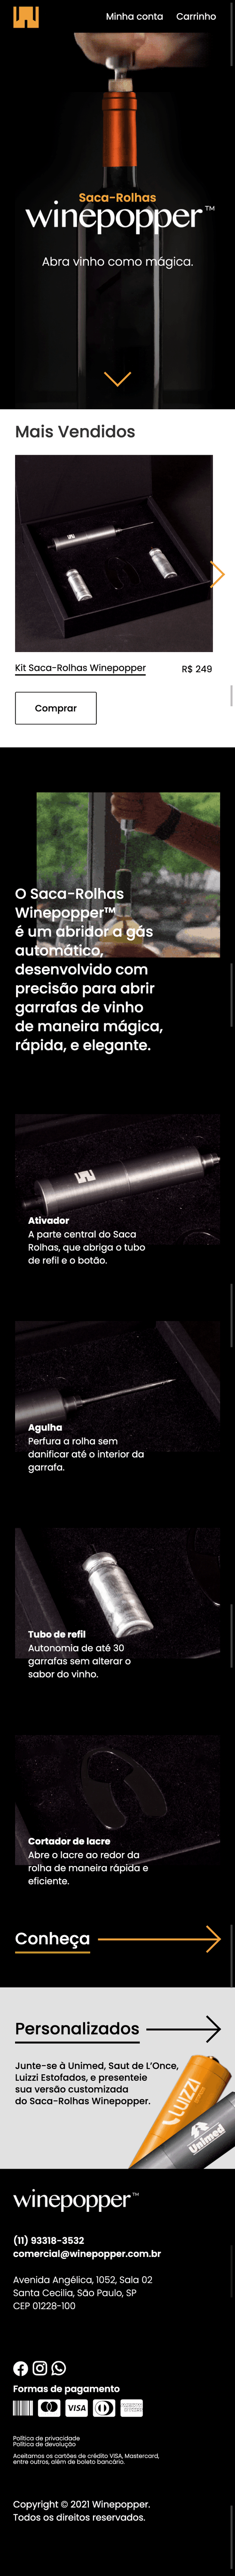 Minha conta Carrinho
Saca-Rolhas
winepopper™
Abra vinho como mágica.
Mais Vendidos
Kit Saca-Rolhas Winepopper R$ 249
Comprar
O Saca-Rolhas
Winepopper™
é um abridor a gás
automático,
desenvolvido com
precisão para abrir
garrafas de vinho
de maneira mágica,
rápida, e elegante.
Ativador
A parte central do Saca
Rolhas, que abriga o tubo
de refil e o botão.
Agulha
Perfura a rolha sem
danificar até o interior da
garrafa.
Tubo de refil
Autonomia de até 30
garrafas sem alterar o
sabor do vinho.
Cortador de lacre
Abre o lacre ao redor da
rolha de maneira rápida e
eficiente.
Conheça
Personalizados
Junte-se à Unimed, Saut de L'Once,
Luizzi Estofados, e presenteie
sua versão customizada
do Saca-Rolhas Winepopper.
LUIZZI
Unimed
winepopper™
(11) 93318-3532
comercial@winepopper.com.br
Avenida Angélica, 1052, Sala 02
Santa Cecilia, São Paulo, SP
CEP 01228-100
Formas de pagamento
VISA
Política de privacidade
Política de devolução
Aceitamos os cartões de crédito VISA, Mastercard,
entre outros, além de boleto bancário.
Copyright © 2021 Winepopper.
Todos os direitos reservados.